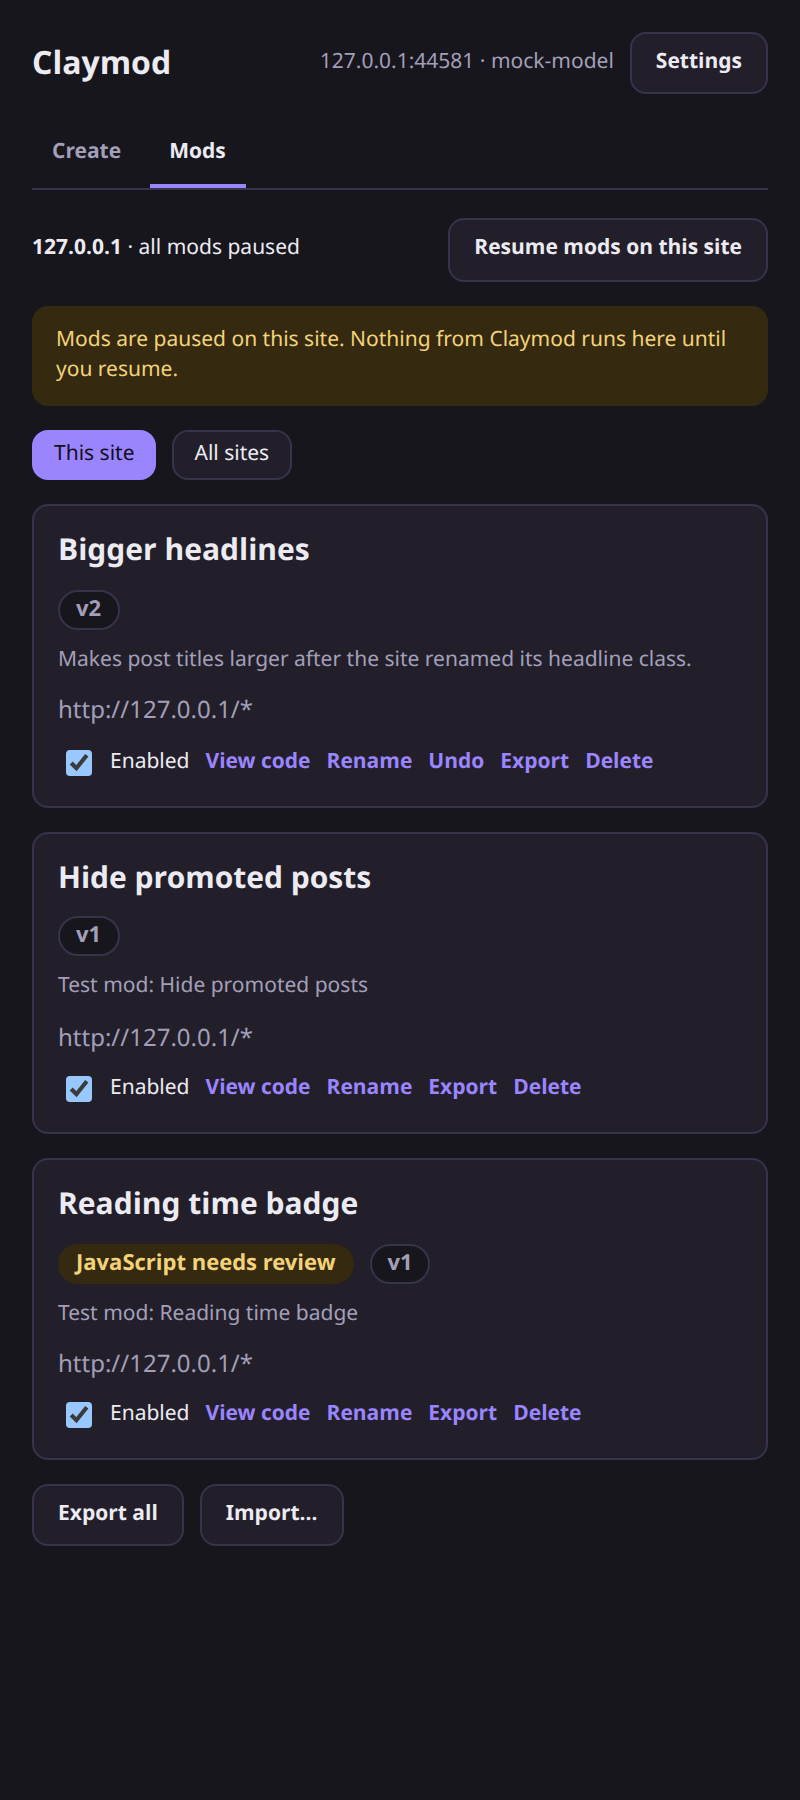 Claymod
127.0.0.1:44581 · mock-model
Settings
Create
Mods
127.0.0.1 · all mods paused
Resume mods on this site
Mods are paused on this site. Nothing from Claymod runs here until
you resume.
This site
All sites
Bigger headlines
v2
Makes post titles larger after the site renamed its headline class.
http://127.0.0.1/*
Enabled View code Rename Undo Export Delete
Hide promoted posts
v1
Test mod: Hide promoted posts
http://127.0.0.1/*
Enabled View code Rename Export Delete
Reading time badge
JavaScript needs review v1
Test mod: Reading time badge
http://127.0.0.1/*
Enabled View code Rename Export Delete
Export all
Import...